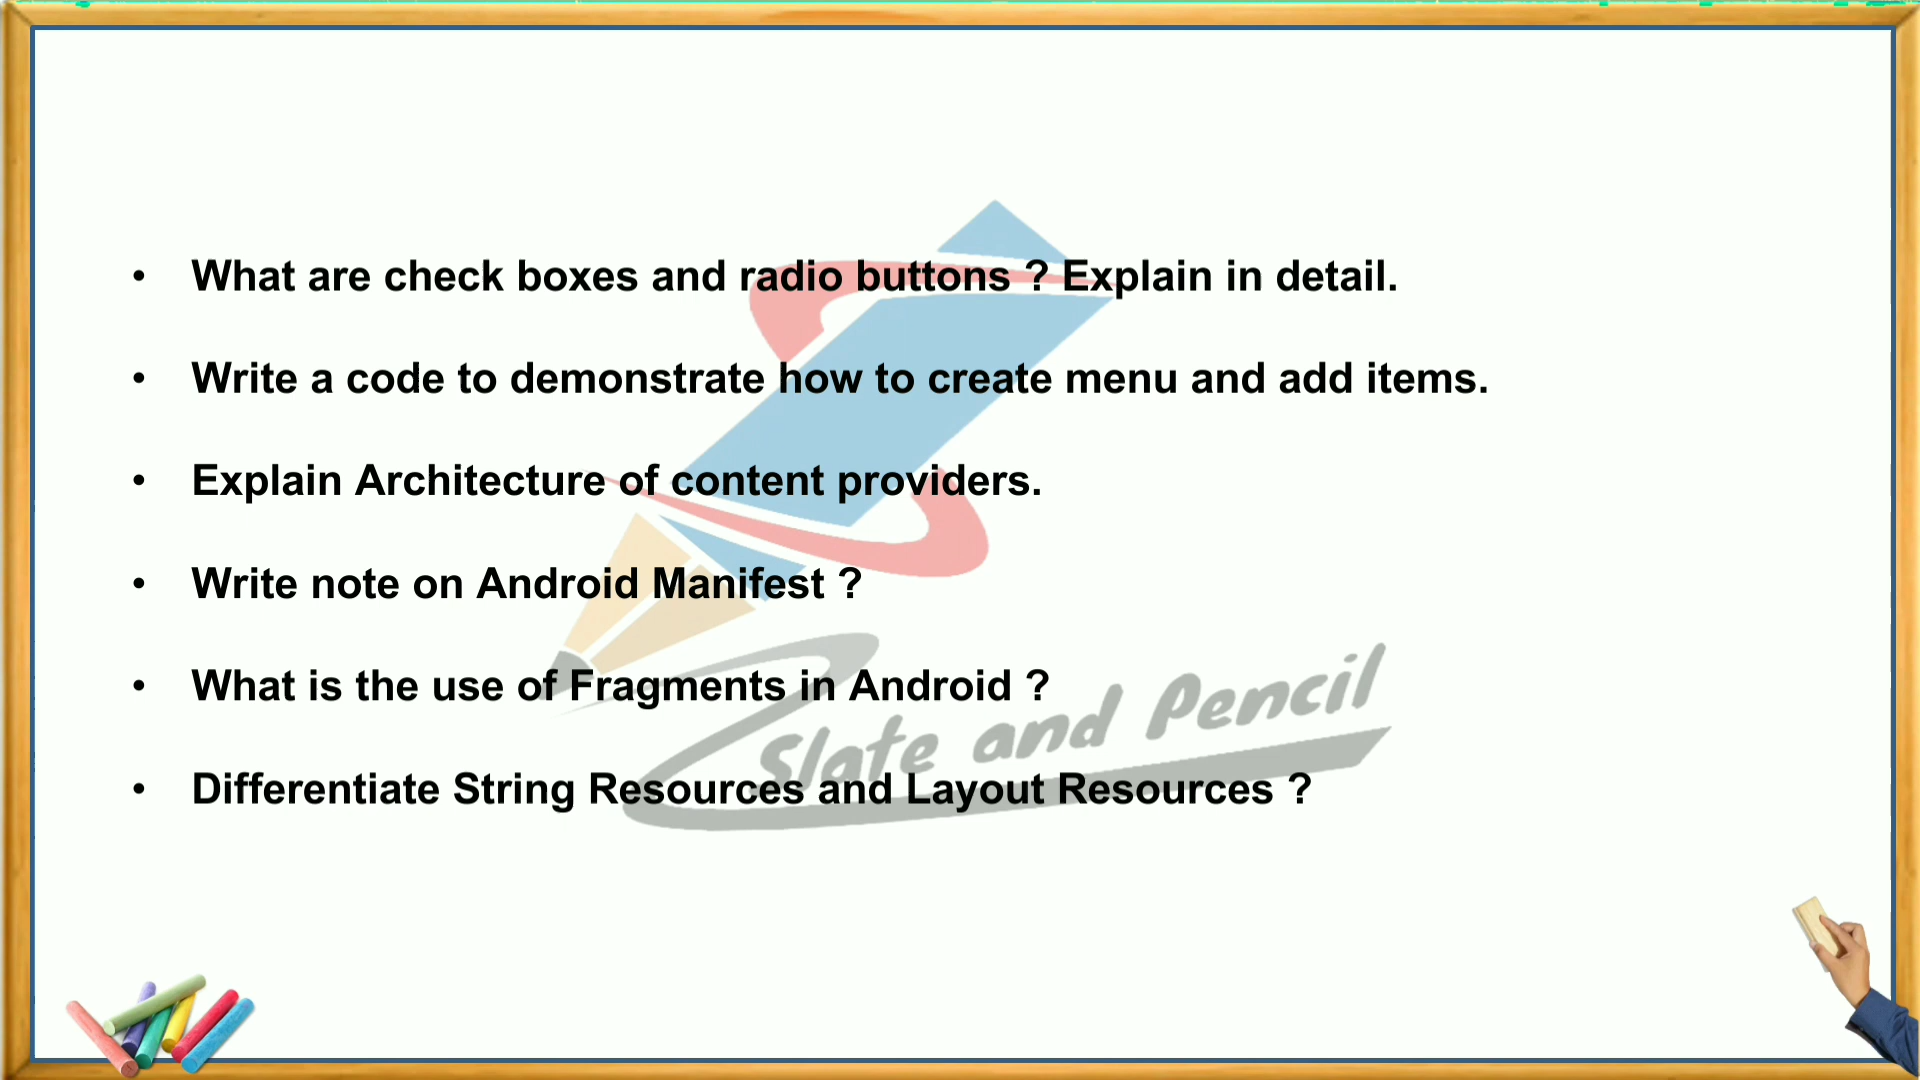 • What are check boxes and radio buttons ? Explain in detail.
• Write a code to demonstrate how to create menu and add items.
• Explain Architecture of content providers.
• Write note on Android Manifest ?
• What is the use of Fragments in Android ?
Slate and Pencil
• Differentiate String Resources and Layout Resources ?